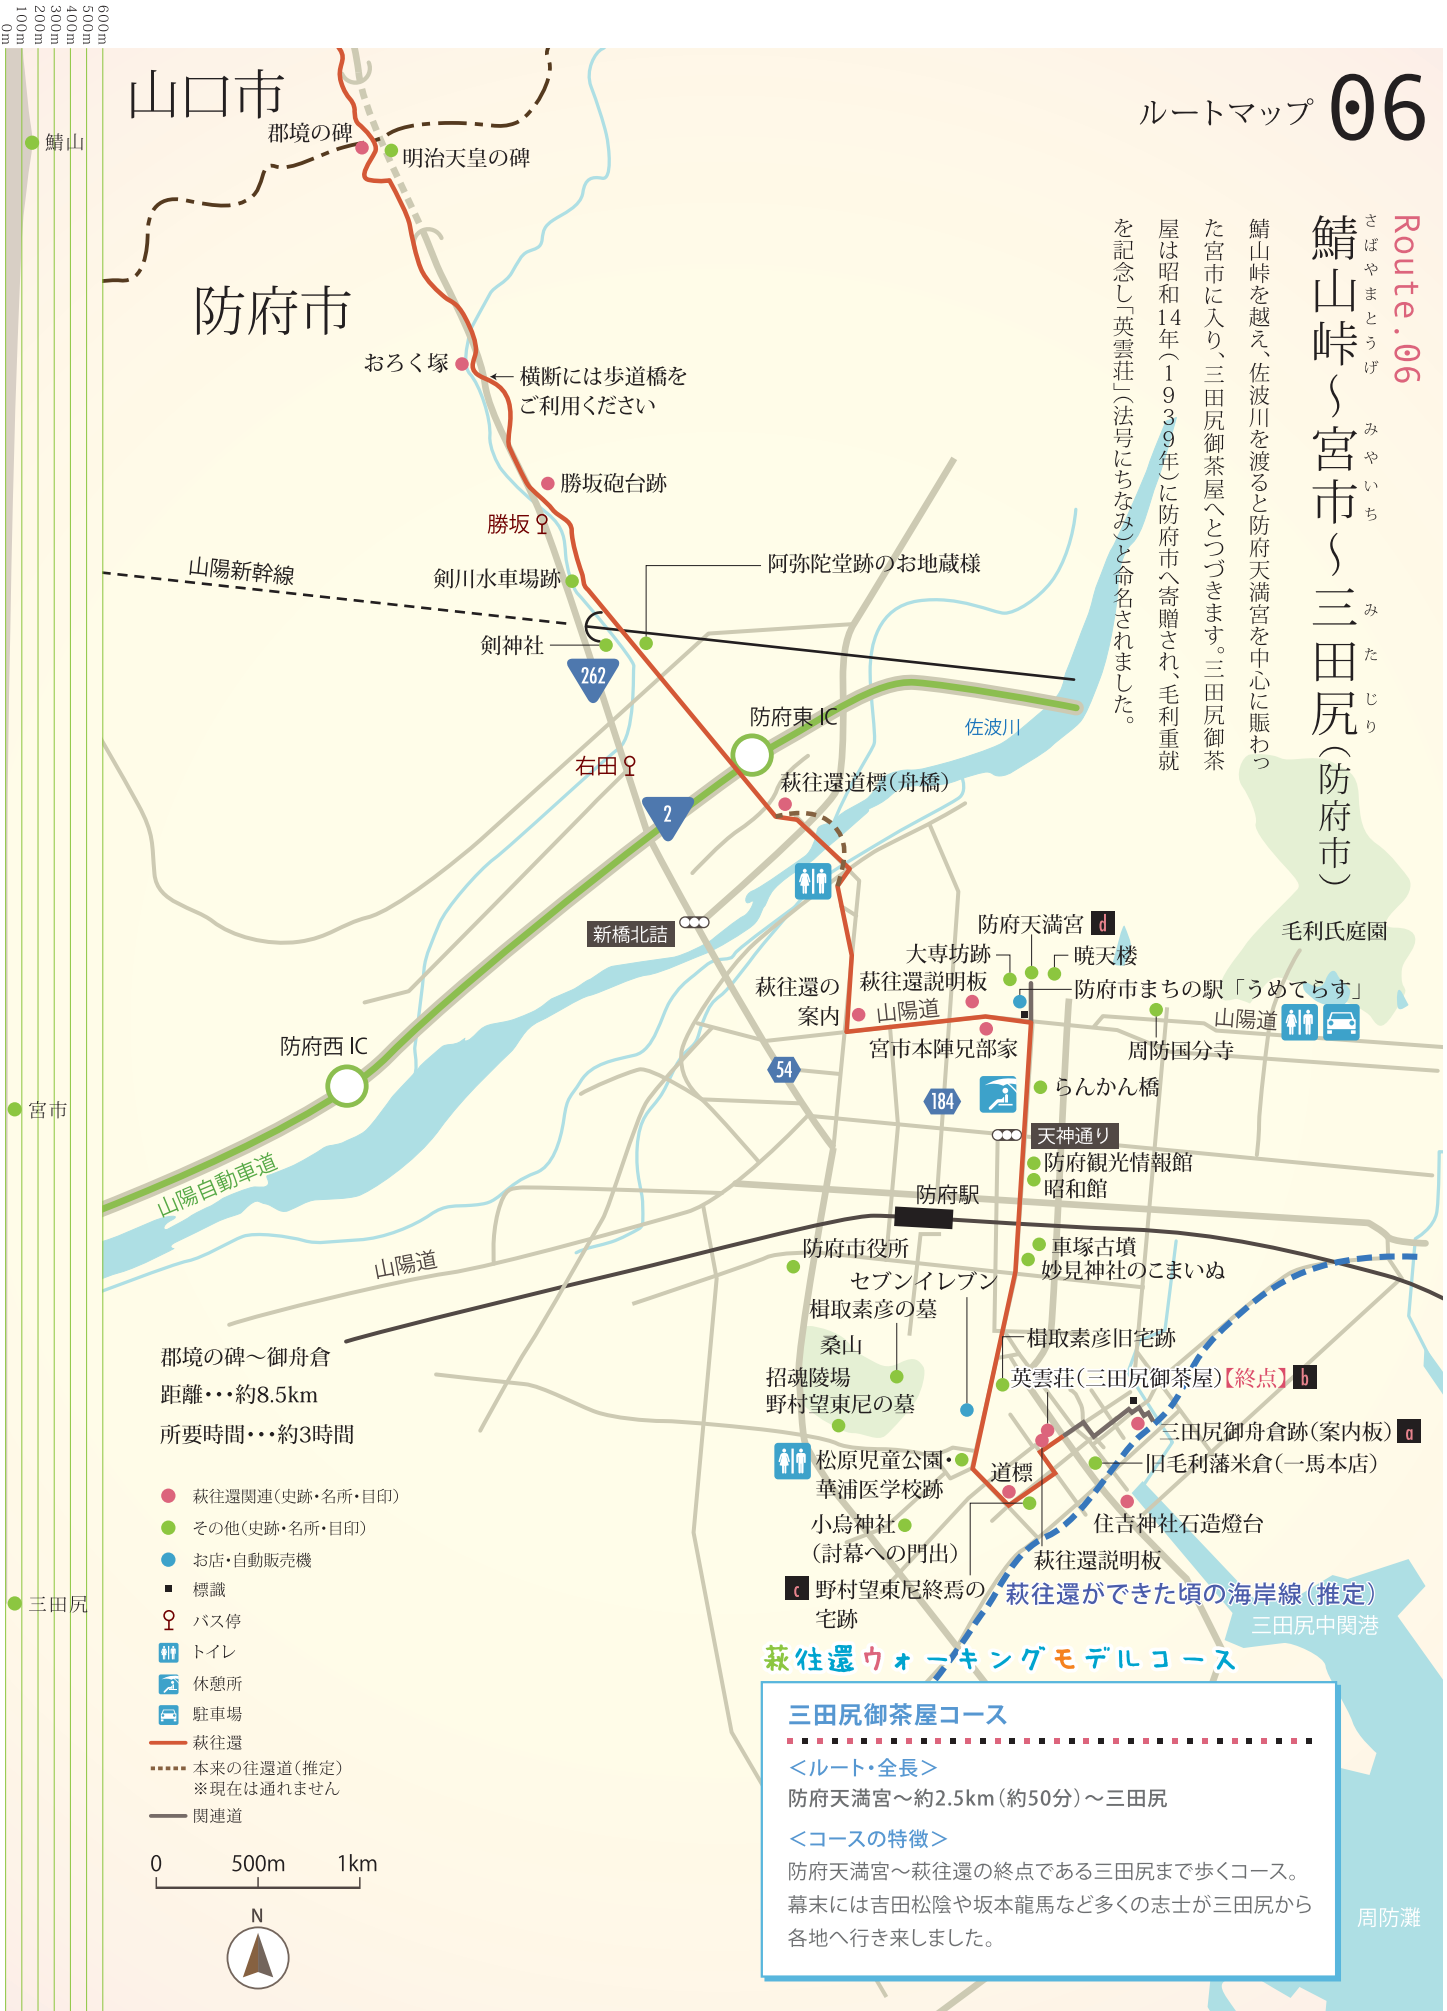 ルートマップ 06
Route.06
鯖山峠〜宮市〜三田尻(防府市)
さばやまとうげ みやいち みたじり
鯖山峠を越え、佐波川を渡ると防府天満宮を中心に賑わっ
た宮市に入り、三田尻御茶屋へとつづきます。三田尻御茶
屋は昭和14年(1939年)に防府市へ寄贈され、毛利重就
を記念し「英雲荘」(法号にちなみ)と命名されました。
600m
500m
400m
300m
200m
100m
0m
鯖山
宮市
三田尻
山口市
郡境の碑
明治天皇の碑
防府市
おろく塚
←横断には歩道橋を
ご利用ください
勝坂砲台跡
勝坂
山陽新幹線
剣川水車場跡
阿弥陀堂跡のお地蔵様
剣神社
262
防府東IC
佐波川
右田
萩往還道標(舟橋)
2
新橋北詰
防府天満宮 d
大専坊跡
暁天楼
毛利氏庭園
萩往還の
案内
萩往還説明板
防府市まちの駅「うめてらす」
山陽道
山陽道
宮市本陣兄部家
周防国分寺
防府西IC
54
184
らんかん橋
天神通り
防府観光情報館
昭和館
山陽自動車道
防府駅
山陽道
防府市役所
車塚古墳
妙見神社のこまいぬ
セブンイレブン
楫取素彦の墓
桑山
楫取素彦旧宅跡
招魂陵場
野村望東尼の墓
英雲荘(三田尻御茶屋)【終点】 b
三田尻御舟倉跡(案内板) a
松原児童公園・
華浦医学校跡
道標
旧毛利藩米倉(一馬本店)
小烏神社
(討幕への門出)
住吉神社石造燈台
萩往還説明板
c 野村望東尼終焉の
宅跡
萩往還ができた頃の海岸線(推定)
三田尻中関港
周防灘
郡境の碑〜御舟倉
距離・・・約8.5km
所要時間・・・約3時間
萩往還関連(史跡・名所・目印)
その他(史跡・名所・目印)
お店・自動販売機
標識
バス停
トイレ
休憩所
駐車場
萩往還
本来の往還道(推定)
※現在は通れません
関連道
0 500m 1km
N
萩往還ウォーキングモデルコース
三田尻御茶屋コース
＜ルート・全長＞
防府天満宮〜約2.5km(約50分)〜三田尻
＜コースの特徴＞
防府天満宮〜萩往還の終点である三田尻まで歩くコース。
幕末には吉田松陰や坂本龍馬など多くの志士が三田尻から
各地へ行き来しました。